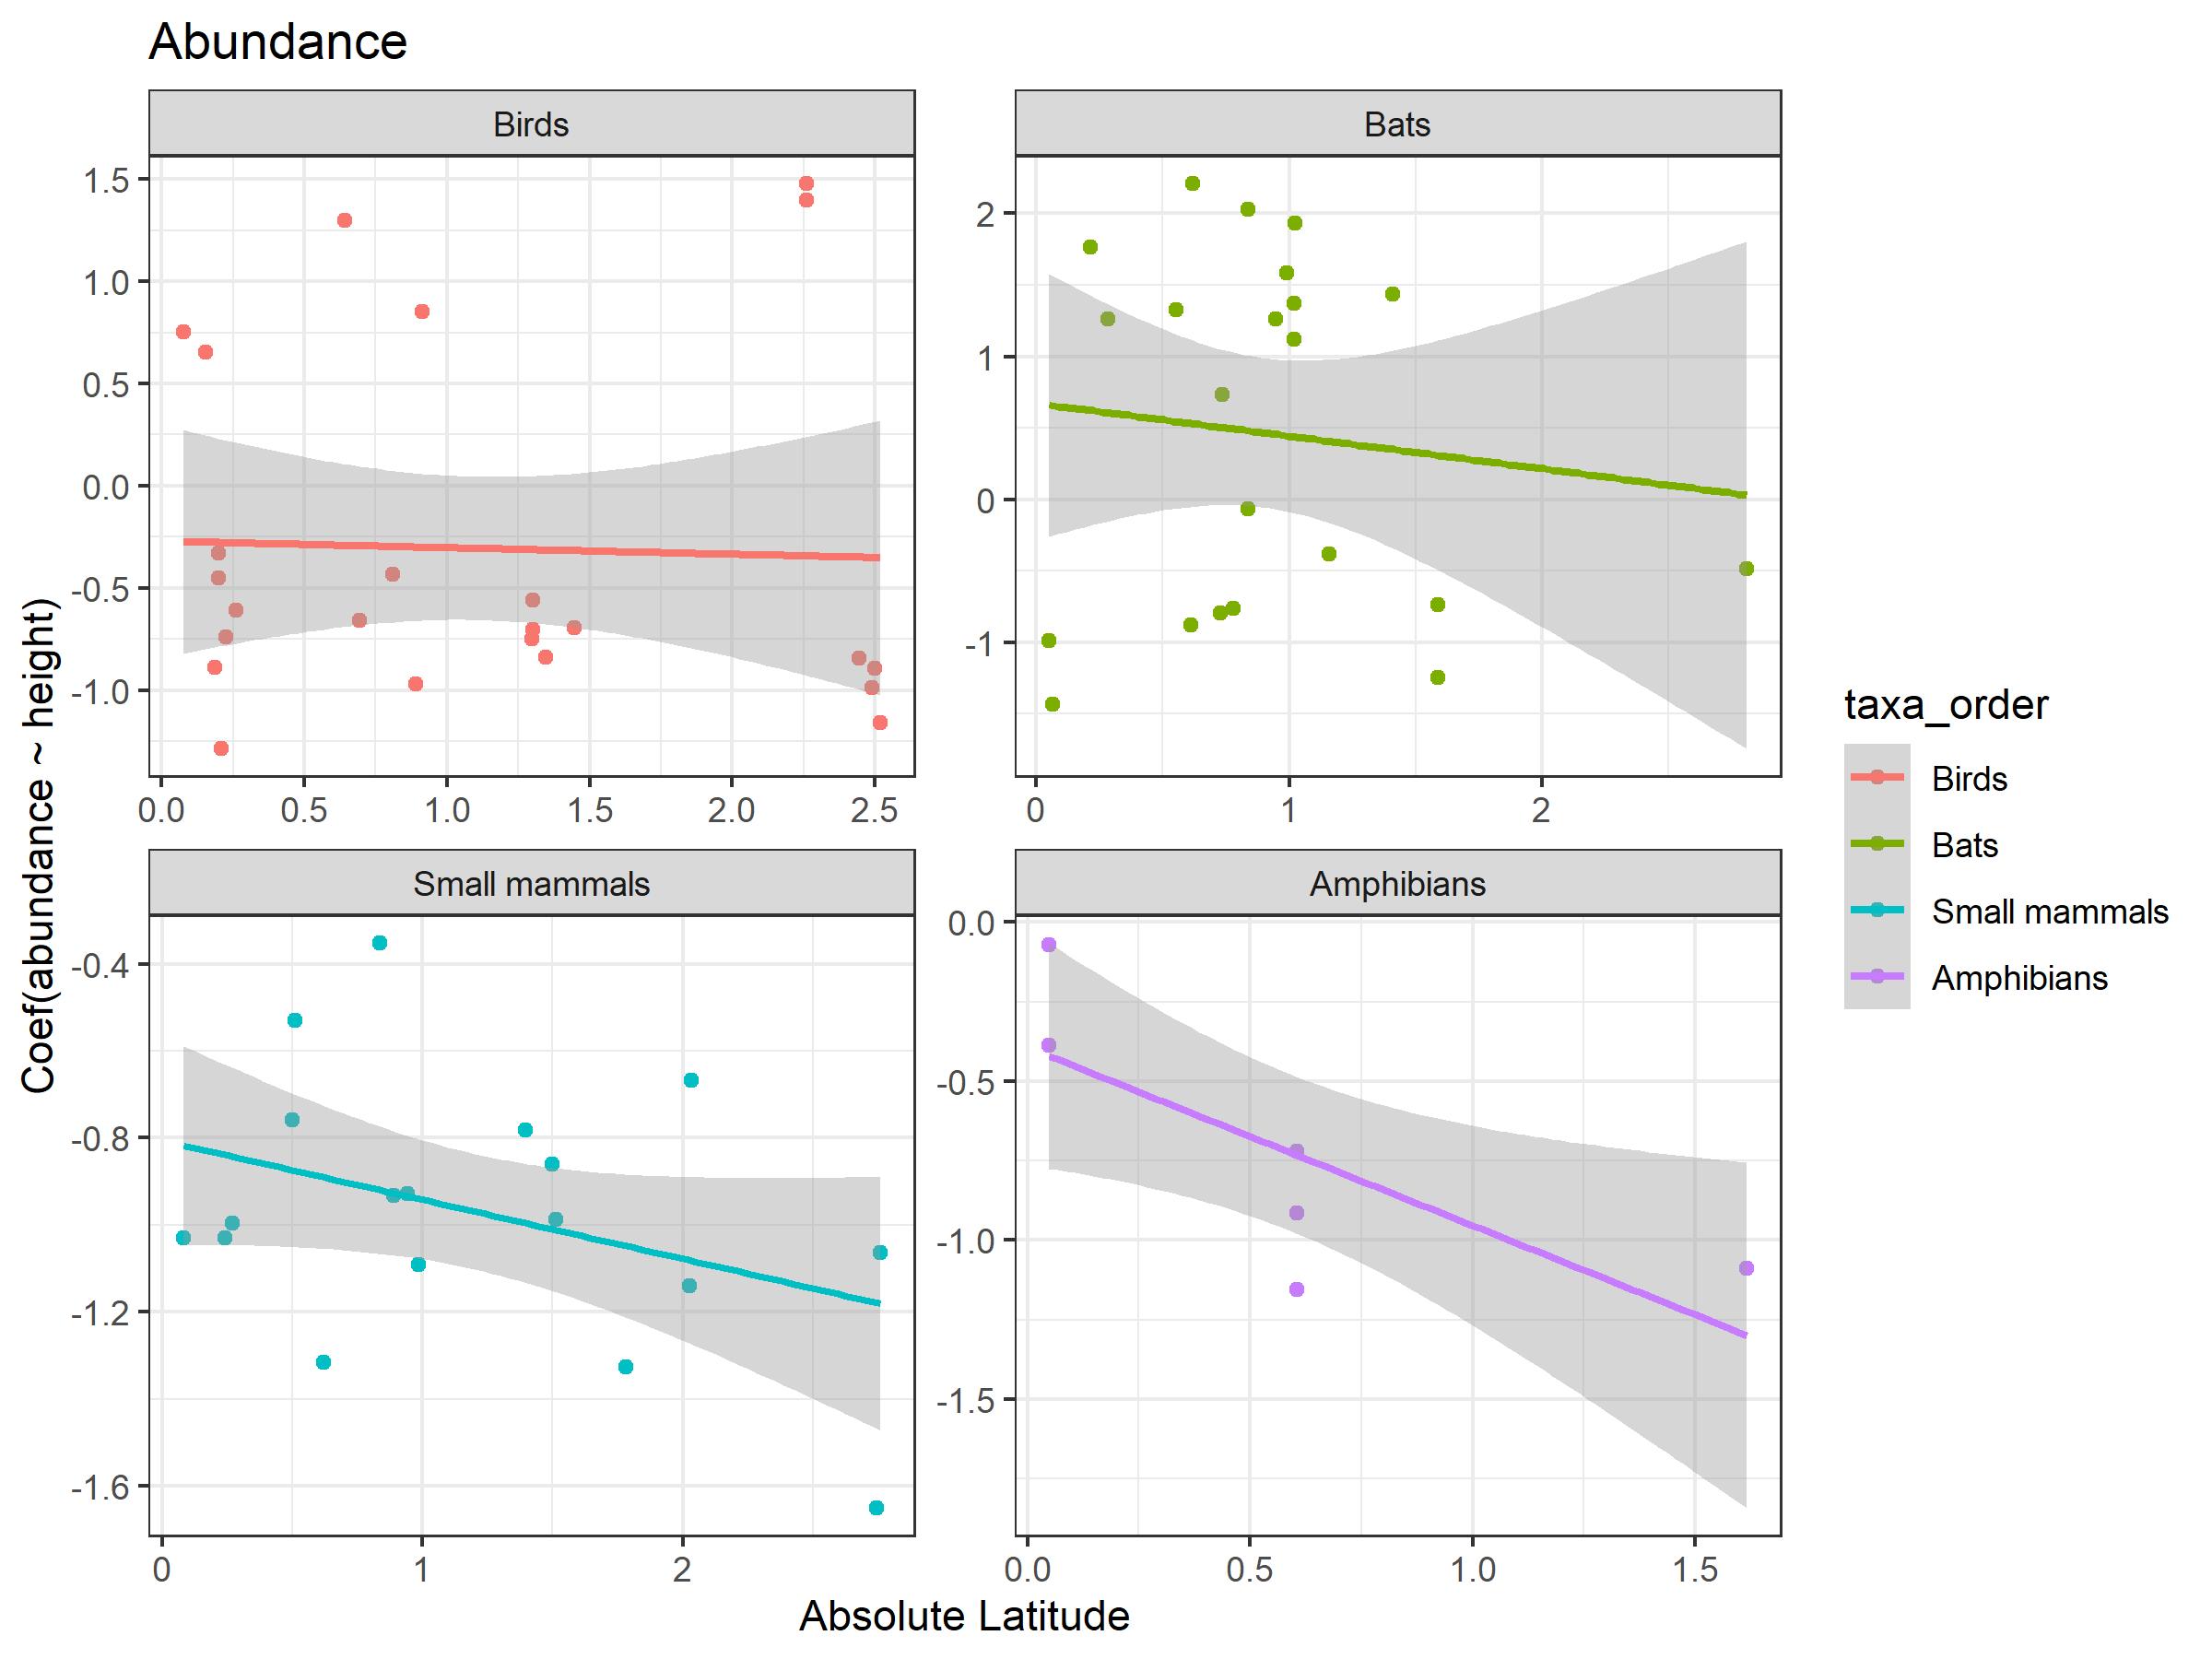 Abundance
Birds
Bats
1.5
1.0
0.5
0.0
-0.5
-1.0
2
1
0
-1
0.0 0.5 1.0 1.5 2.0 2.5
0 1 2
Small mammals
Amphibians
-0.4
-0.8
-1.2
-1.6
0.0
-0.5
-1.0
-1.5
0 1 2
0.0 0.5 1.0 1.5
Coef(abundance ~ height)
Absolute Latitude
taxa_order
Birds
Bats
Small mammals
Amphibians